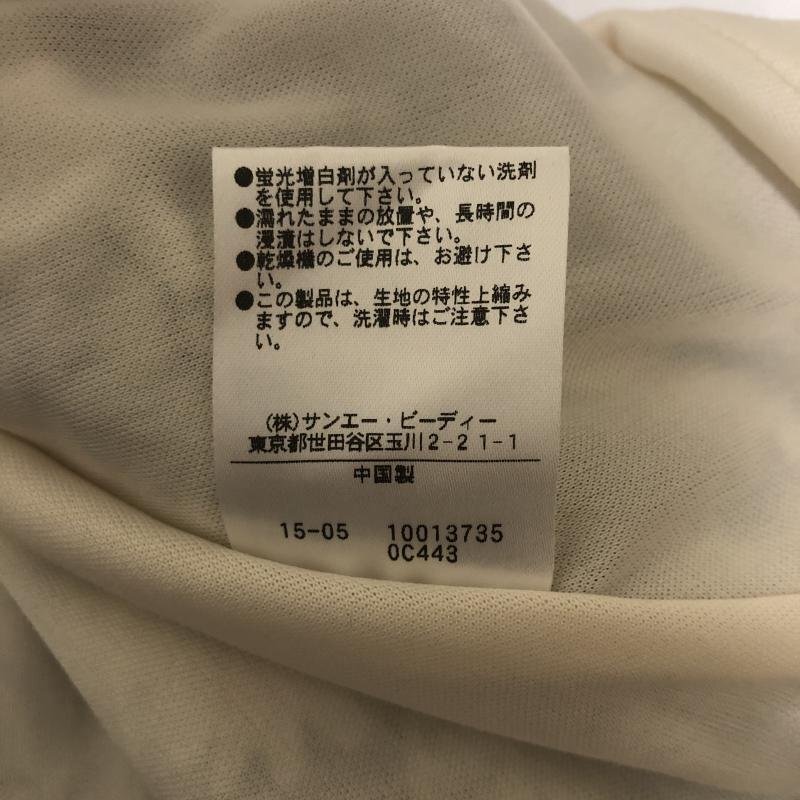 ●蛍光増白剤が入っていない洗剤
を使用して下さい。
●濡れたままの放置や、長時間の
浸漬はしないで下さい。
●乾燥機のご使用は、お避け下さ
い。
●この製品は、生地の特性上縮み
ますので、洗濯時はご注意下さ
い。
(株)サンエー・ビーディー
東京都世田谷区玉川2-21-1
中国製
15-05 10013735
0C443